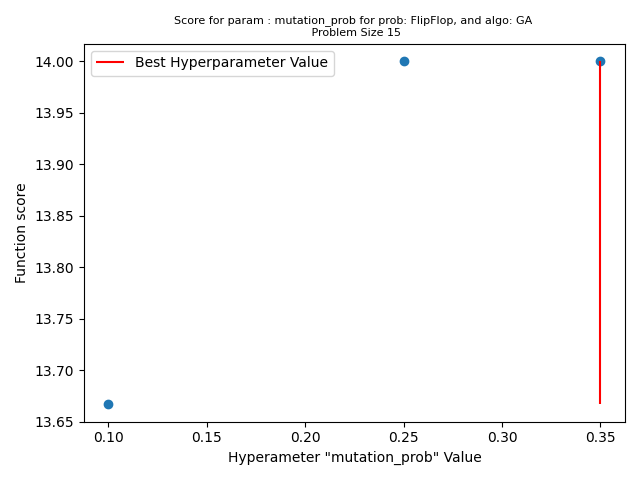 Score for param : mutation_prob for prob: FlipFlop, and algo: GA
Problem Size 15
Best Hyperparameter Value
14.00
13.95
13.90
13.85
13.80
13.75
13.70
13.65
Function score
0.10 0.15 0.20 0.25 0.30 0.35
Hyperameter "mutation_prob" Value